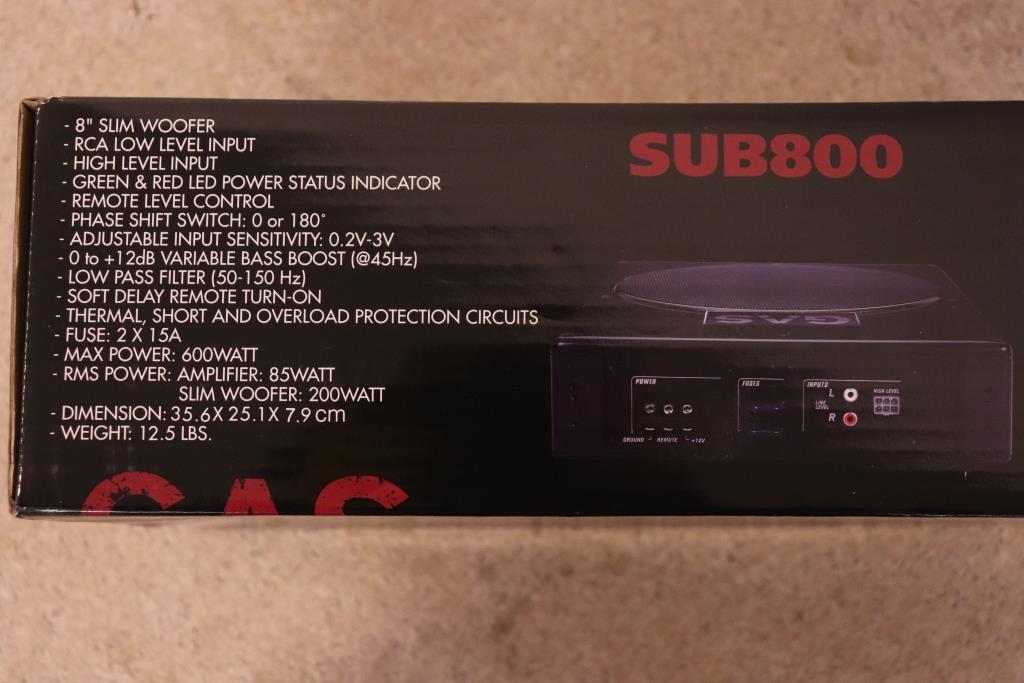 - 8" SLIM WOOFER
- RCA LOW LEVEL INPUT
- HIGH LEVEL INPUT
- GREEN & RED LED POWER STATUS INDICATOR
- REMOTE LEVEL CONTROL
- PHASE SHIFT SWITCH: 0 or 180°
- ADJUSTABLE INPUT SENSITIVITY: 0.2V-3V
- 0 to +12dB VARIABLE BASS BOOST (@45Hz)
- LOW PASS FILTER (50-150 Hz)
- SOFT DELAY REMOTE TURN-ON
- THERMAL, SHORT AND OVERLOAD PROTECTION CIRCUITS
- FUSE: 2 X 15A
- MAX POWER: 600WATT
- RMS POWER: AMPLIFIER: 85WATT
SLIM WOOFER: 200WATT
- DIMENSION: 35.6X 25.1X 7.9 cm
- WEIGHT: 12.5 LBS.
GAS
SUB800
GAS
POWER
GROUND REMOTE +12V
FUSES
INPUTS
L
LINE
LEVEL
R
HIGH LEVEL